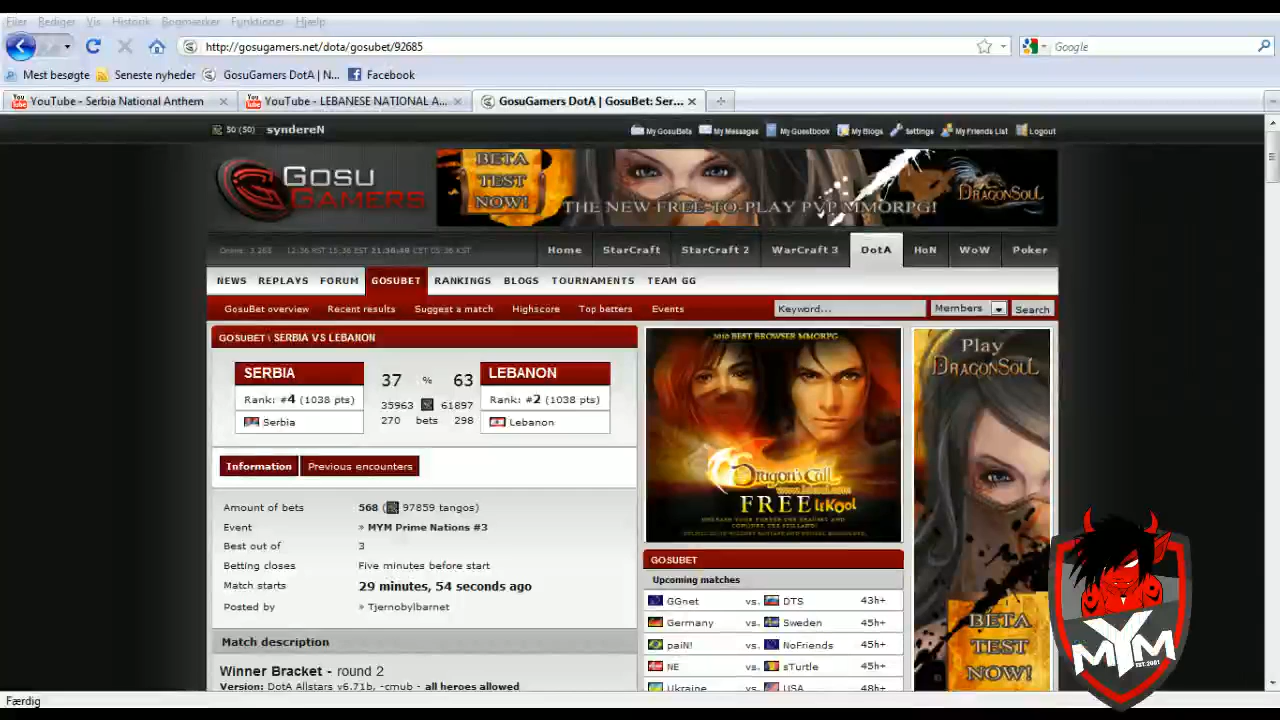 Filer Rediger Vis Historik Bogmærker Funktioner Hjælp
http://gosugamers.net/dota/gosubet/92685
Google
Mest besøgte Seneste nyheder GosuGamers DotA | N... Facebook
YouTube - Serbia National Anthem YouTube - LEBANESE NATIONAL A... GosuGamers DotA | GosuBet: Ser...
50 (50) syndereN My GosuBets My Messages My Guestbook My Blogs Settings My Friends List Logout
GOSU GAMERS
BETA TEST NOW! THE NEW FREE-TO-PLAY PVP MMORPG! DRAGONSOUL
Home StarCraft StarCraft 2 WarCraft 3 DotA HoN WoW Poker
NEWS REPLAYS FORUM GOSUBET RANKINGS BLOGS TOURNAMENTS TEAM GG
GosuBet overview Recent results Suggest a match Highscore Top betters Events Keyword... Members Search
GOSUBET \ SERBIA VS LEBANON
SERBIA 37 % 63 LEBANON
Rank: #4 (1038 pts) 35963 61897 Rank: #2 (1038 pts)
Serbia 270 bets 298 Lebanon
Information Previous encounters
Amount of bets 568 ( 97859 tangos)
Event » MYM Prime Nations #3
Best out of 3
Betting closes Five minutes before start
Match starts 29 minutes, 54 seconds ago
Posted by » Tjernobylbarnet
Match description
Winner Bracket - round 2
Version: DotA Allstars v6.71b, -cmub - all heroes allowed
2010 BEST BROWSER MMORPG
Dragon's Call
FREE LEKOOL
GOSUBET
Upcoming matches
GGnet vs. DTS 43h+
Germany vs. Sweden 45h+
paiN! vs. NoFriends 45h+
NE vs. sTurtle 45h+
Ukraine vs. USA 48h+
Play DRAGONSOUL
BETA TEST NOW!
MYM
EST.2001
Færdig